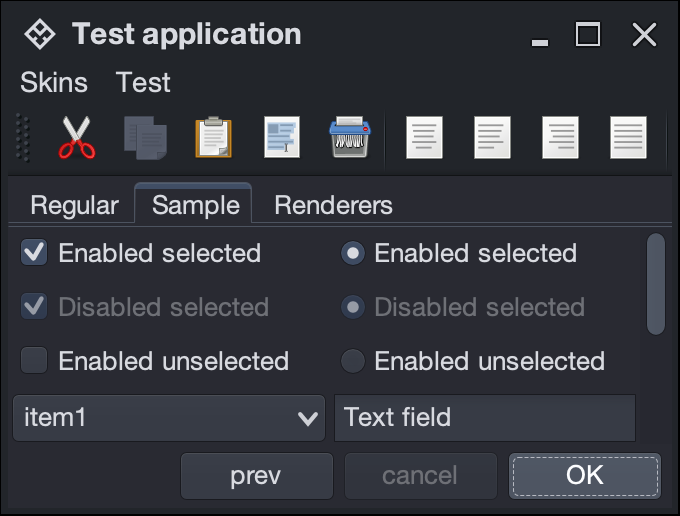 Test application
Skins Test
Regular Sample Renderers
Enabled selected Enabled selected
Disabled selected Disabled selected
Enabled unselected Enabled unselected
item1 Text field
prev cancel OK